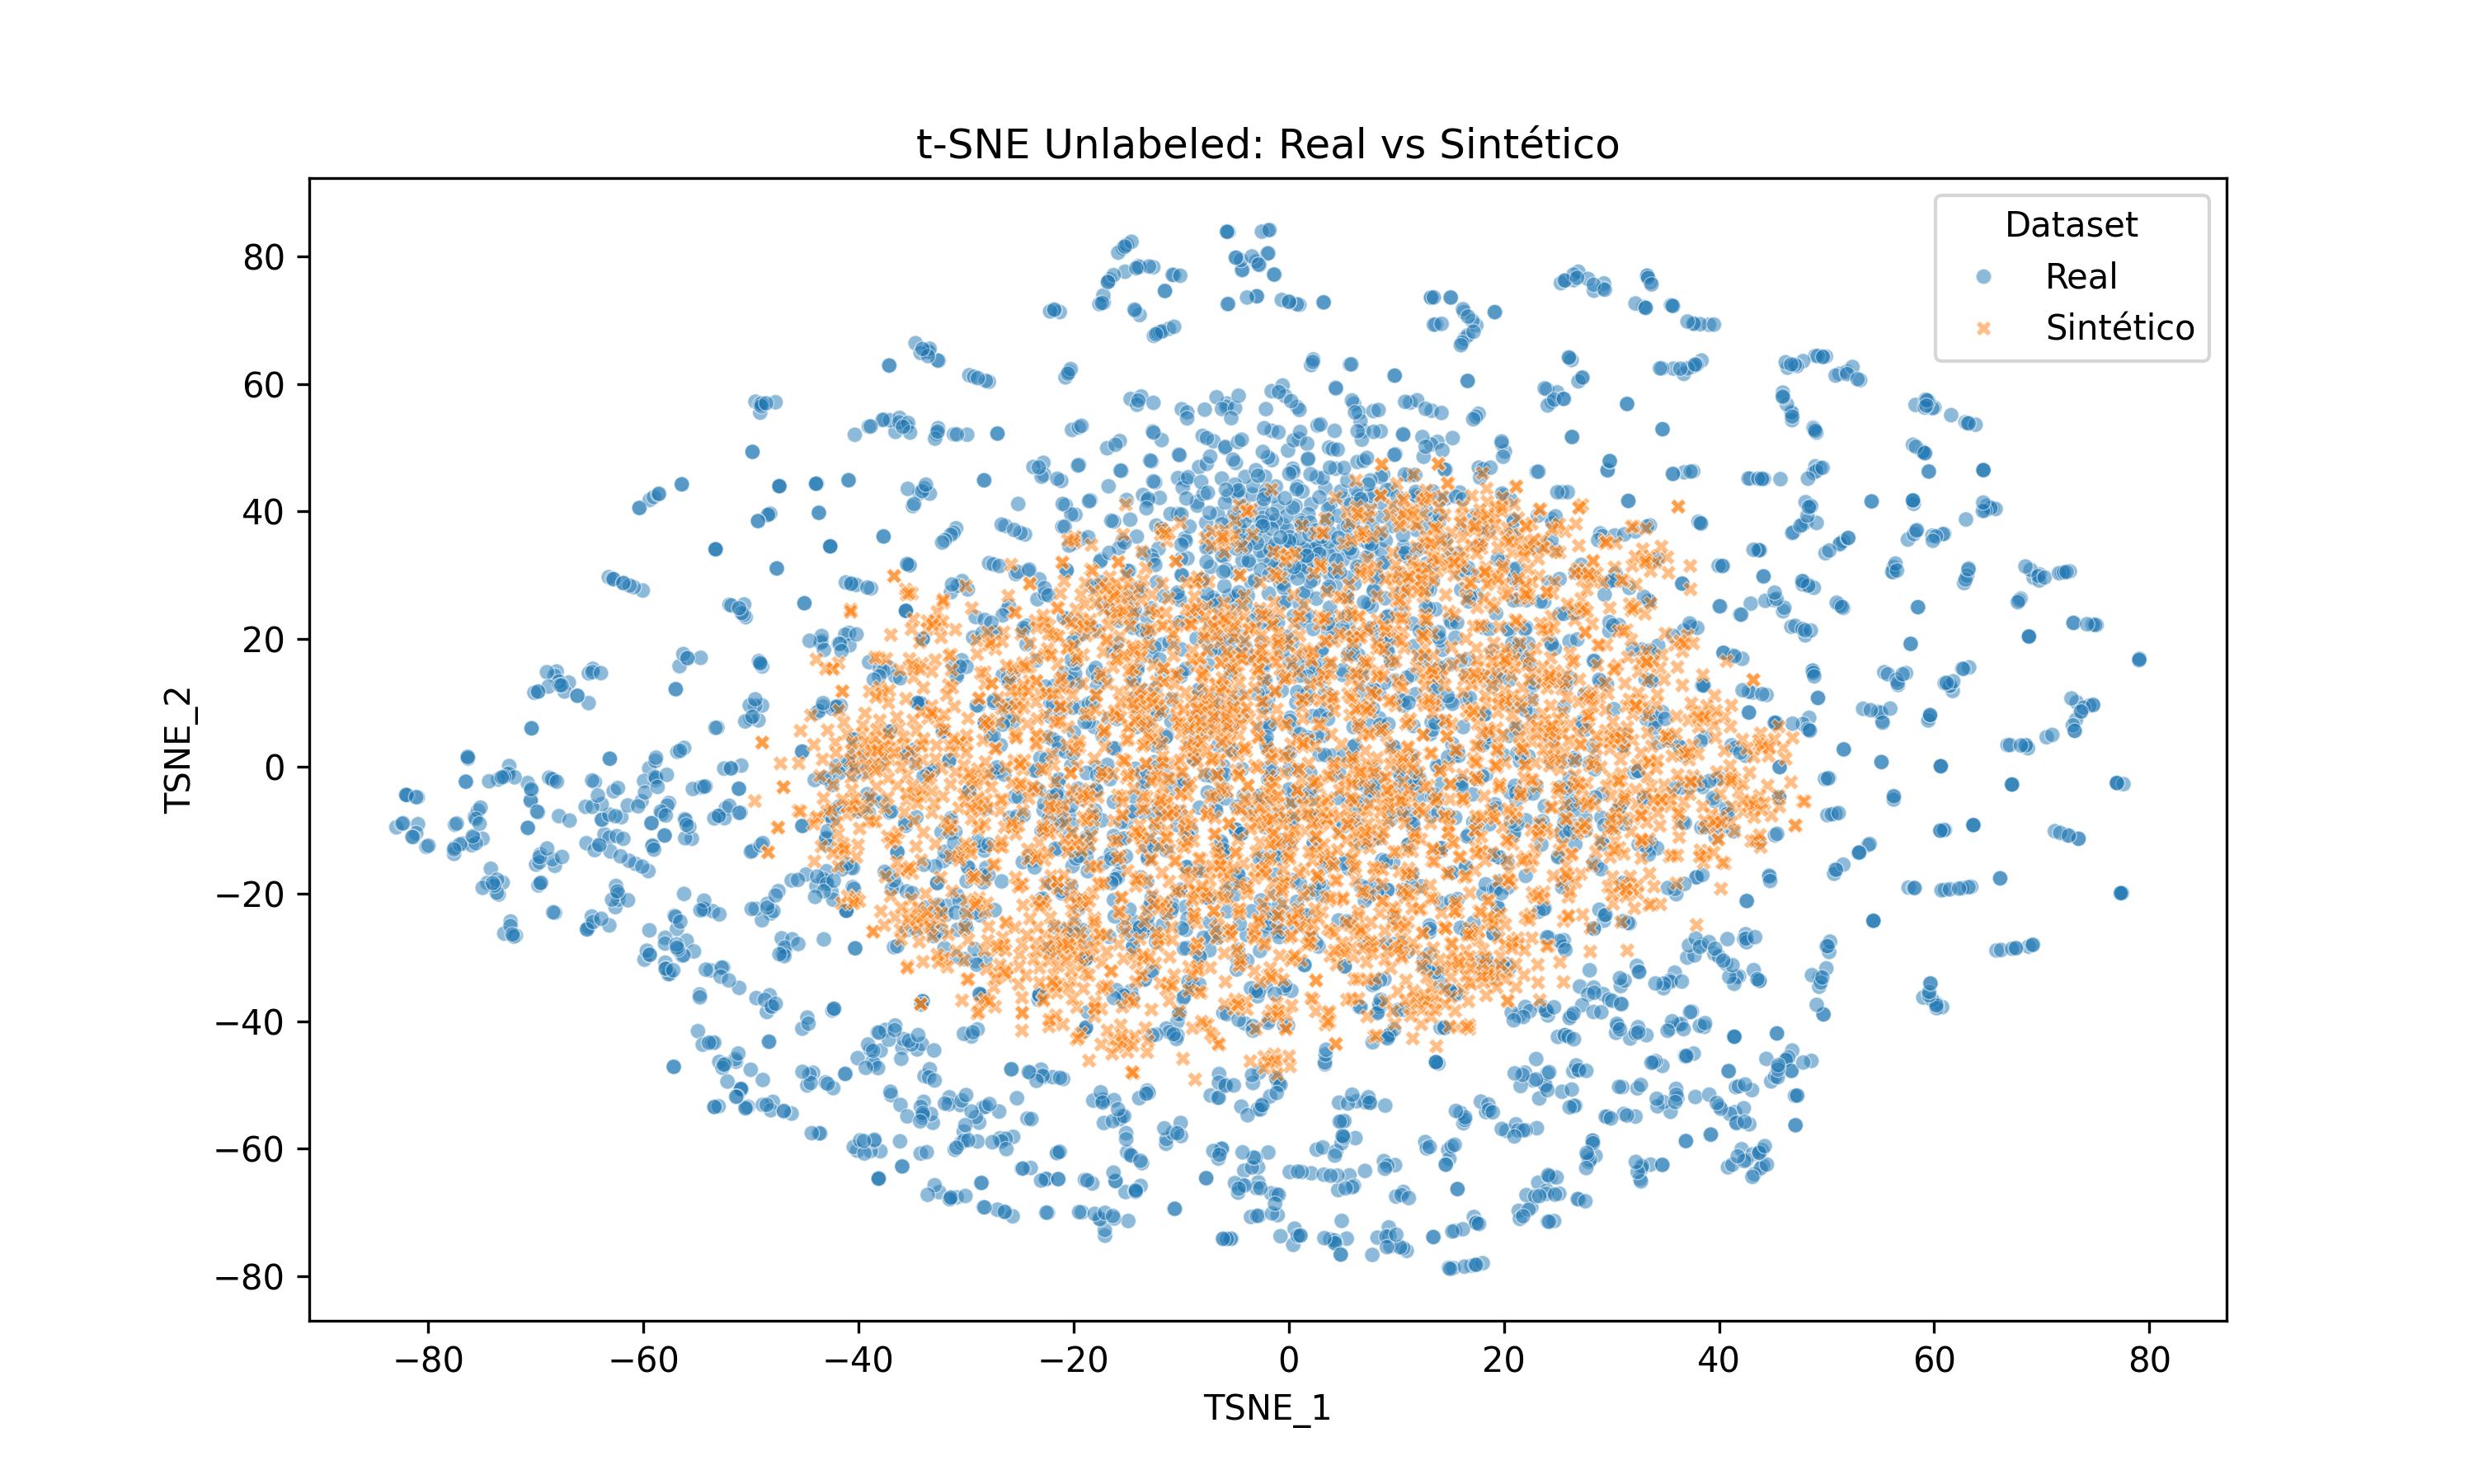 t-SNE Unlabeled: Real vs Sintético
Dataset
Real
Sintético
80
60
40
20
0
−20
−40
−60
−80
TSNE_2
−80 −60 −40 −20 0 20 40 60 80
TSNE_1